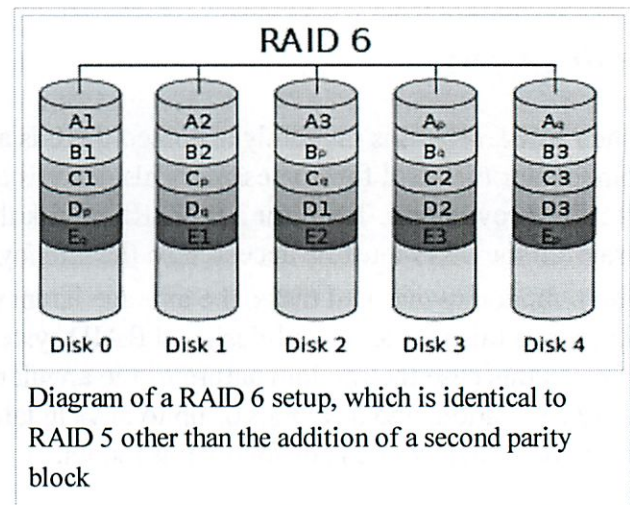 RAID 6
A1 A2 A3 Ap Aq
B1 B2 Bp Bq B3
C1 Cp Cq C2 C3
Dp Dq D1 D2 D3
Eq E1 E2 E3 Ep
Disk 0 Disk 1 Disk 2 Disk 3 Disk 4
Diagram of a RAID 6 setup, which is identical to
RAID 5 other than the addition of a second parity
block